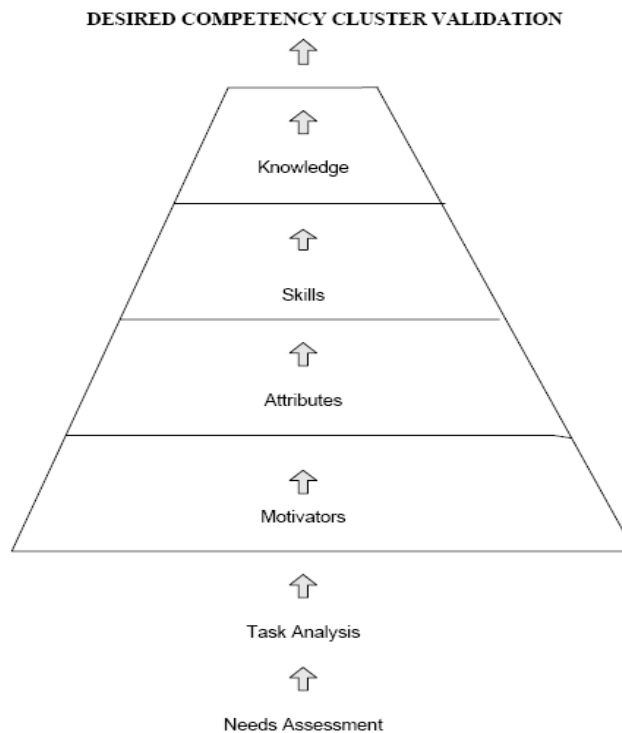 DESIRED COMPETENCY CLUSTER VALIDATION
Knowledge
Skills
Attributes
Motivators
Task Analysis
Needs Assessment